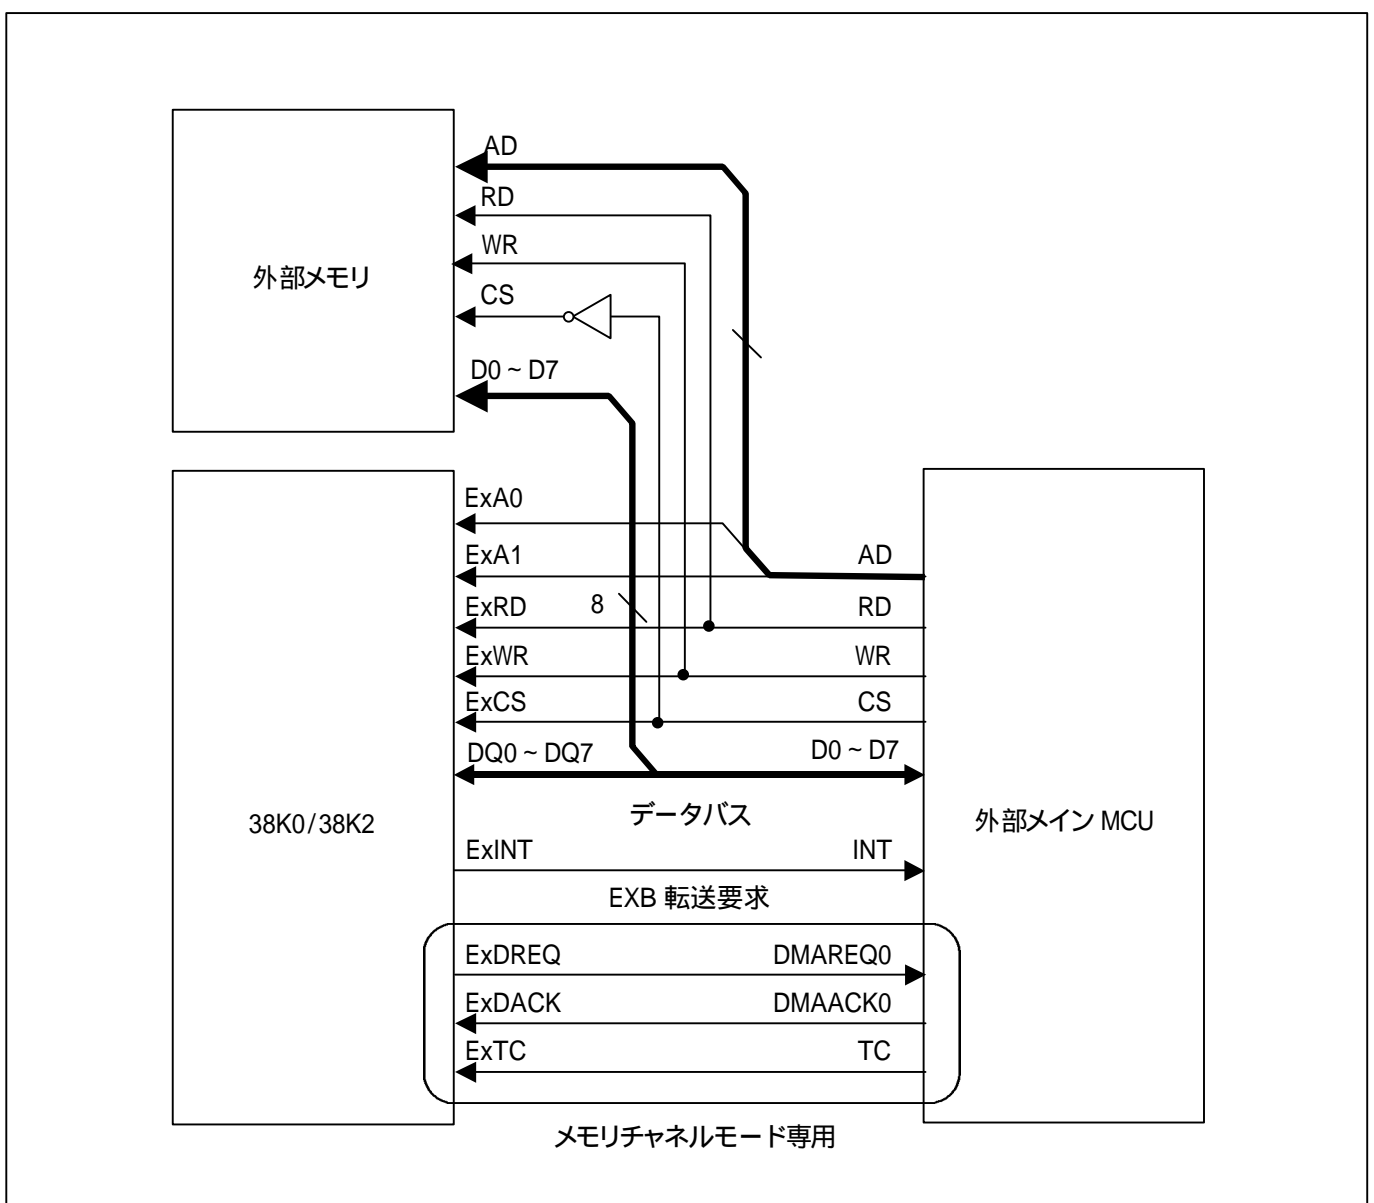 AD
RD
WR
外部メモリ
CS
D0 ~ D7
ExA0
ExA1 AD
ExRD 8 RD
ExWR WR
ExCS CS
DQ0 ~ DQ7 D0 ~ D7
データバス
38K0/38K2
外部メイン MCU
ExINT INT
EXB 転送要求
ExDREQ DMAREQ0
ExDACK DMAACK0
ExTC TC
メモリチャネルモード専用